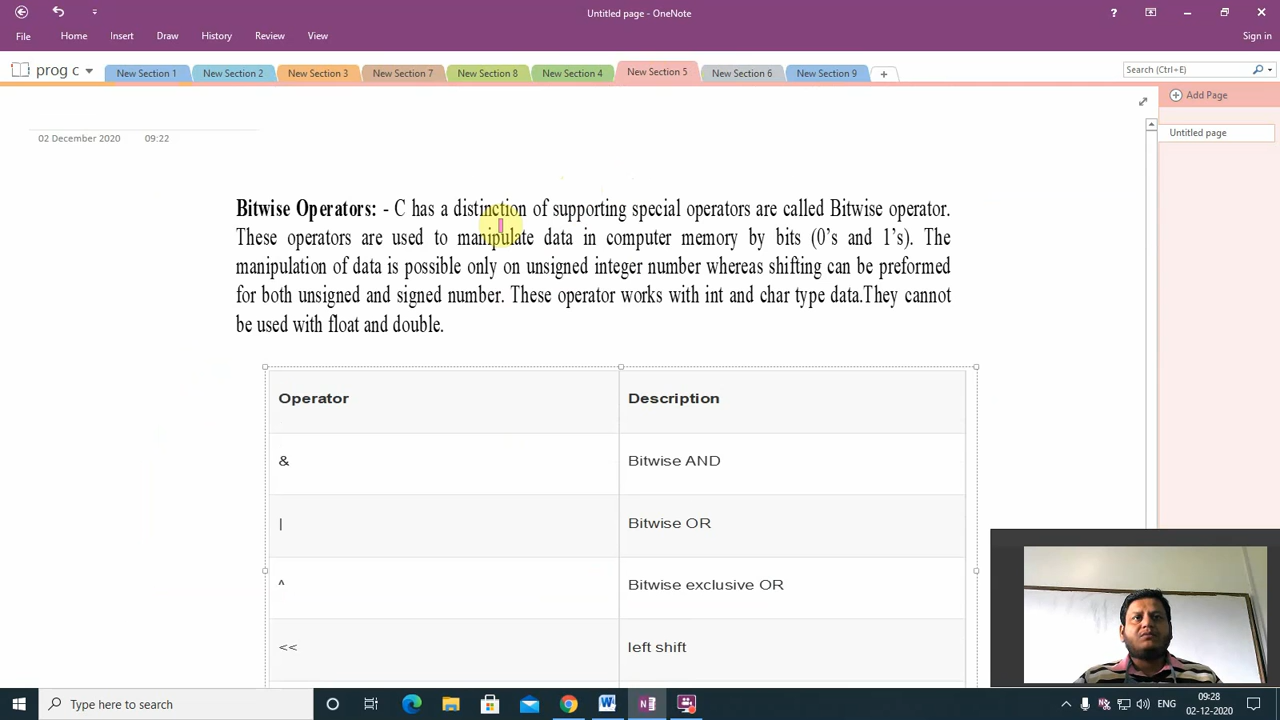 Untitled page - OneNote
?
File
Home
Insert
Draw
History
Review
View
Sign in
prog c
New Section 1
New Section 2
New Section 3
New Section 7
New Section 8
New Section 4
New Section 5
New Section 6
New Section 9
Search (Ctrl+E)
Add Page
Untitled page
02 December 2020 09:22
Bitwise Operators: - C has a distinction of supporting special operators are called Bitwise operator.
These operators are used to manipulate data in computer memory by bits (0’s and 1’s). The
manipulation of data is possible only on unsigned integer number whereas shifting can be preformed
for both unsigned and signed number. These operator works with int and char type data.They cannot
be used with float and double.
Operator Description
& Bitwise AND
| Bitwise OR
^ Bitwise exclusive OR
<< left shift
Type here to search
ENG
09:28
02-12-2020